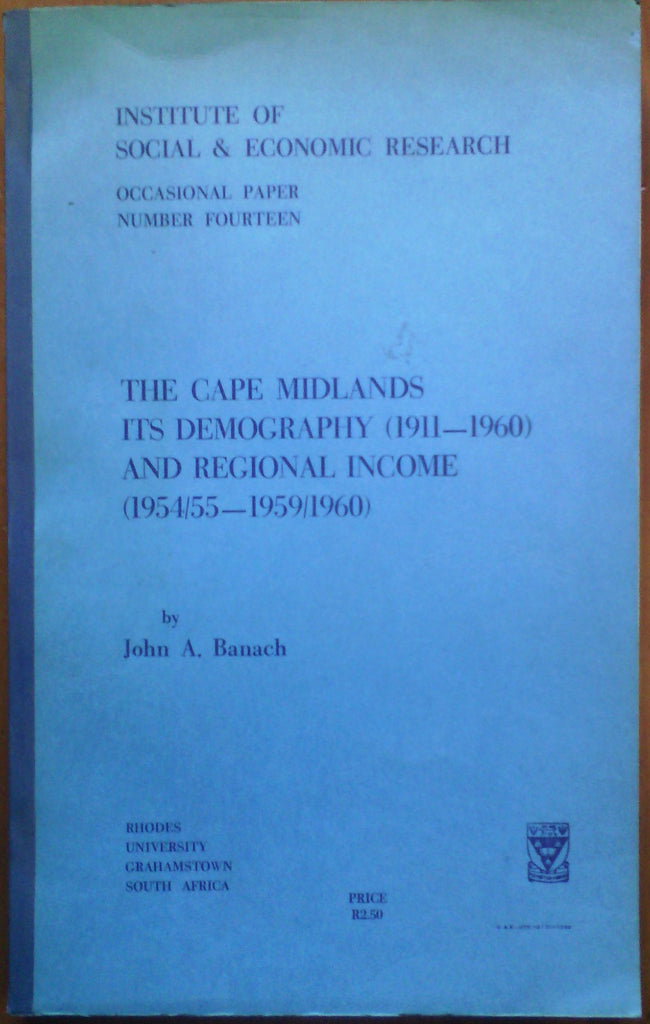 INSTITUTE OF
SOCIAL & ECONOMIC RESEARCH
OCCASIONAL PAPER
NUMBER FOURTEEN
THE CAPE MIDLANDS
ITS DEMOGRAPHY (1911—1960)
AND REGIONAL INCOME
(1954/55—1959/1960)
by
John A. Banach
RHODES
UNIVERSITY
GRAHAMSTOWN
SOUTH AFRICA
PRICE
R2.50